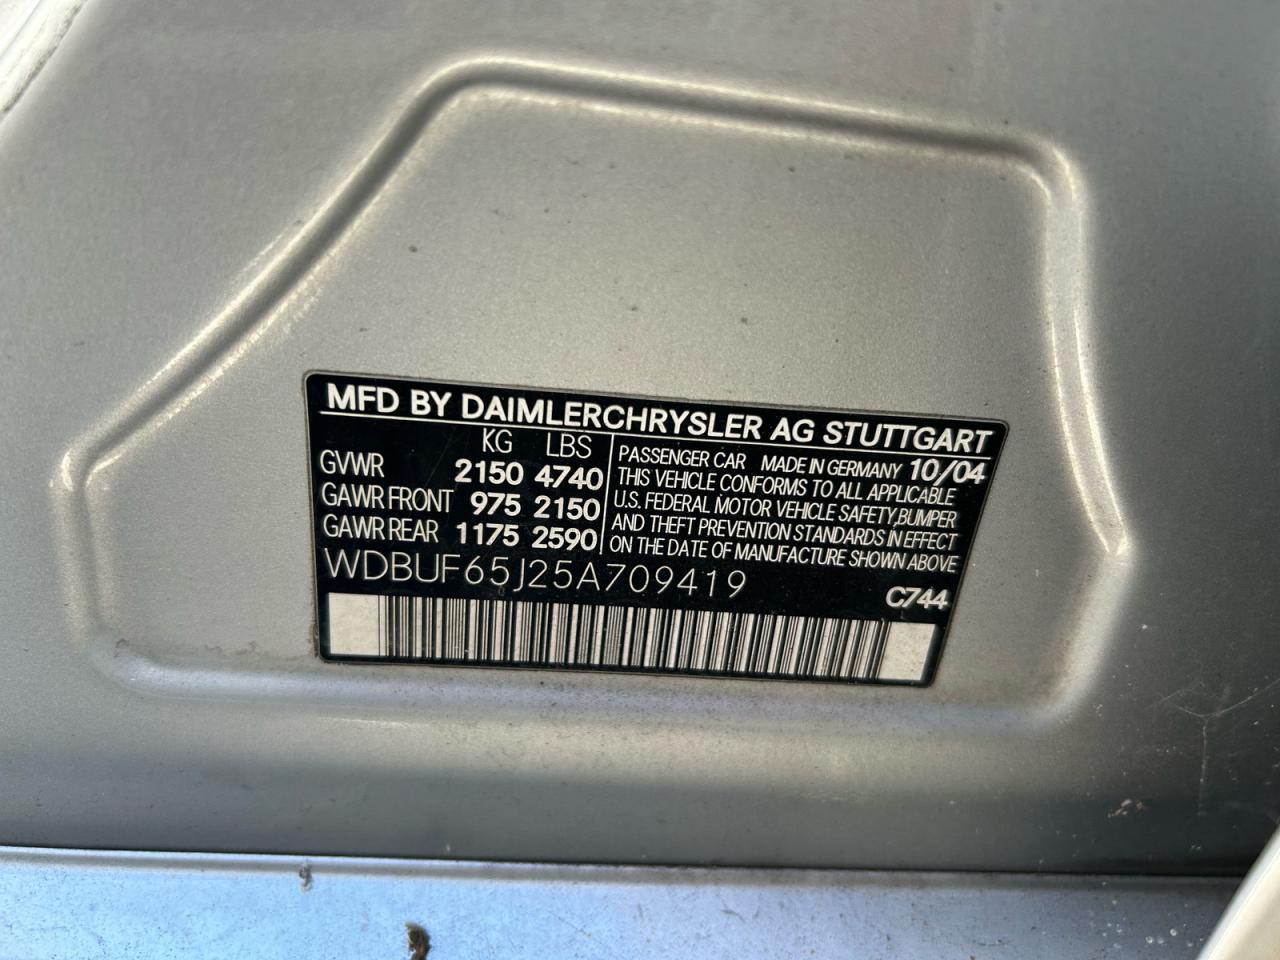 MFD BY DAIMLERCHRYSLER AG STUTTGART
KG LBS
GVWR 2150 4740
GAWR FRONT 975 2150
GAWR REAR 1175 2590
PASSENGER CAR MADE IN GERMANY 10/04
THIS VEHICLE CONFORMS TO ALL APPLICABLE
U.S. FEDERAL MOTOR VEHICLE SAFETY,BUMPER
AND THEFT PREVENTION STANDARDS IN EFFECT
ON THE DATE OF MANUFACTURE SHOWN ABOVE
WDBUF65J25A709419
C744